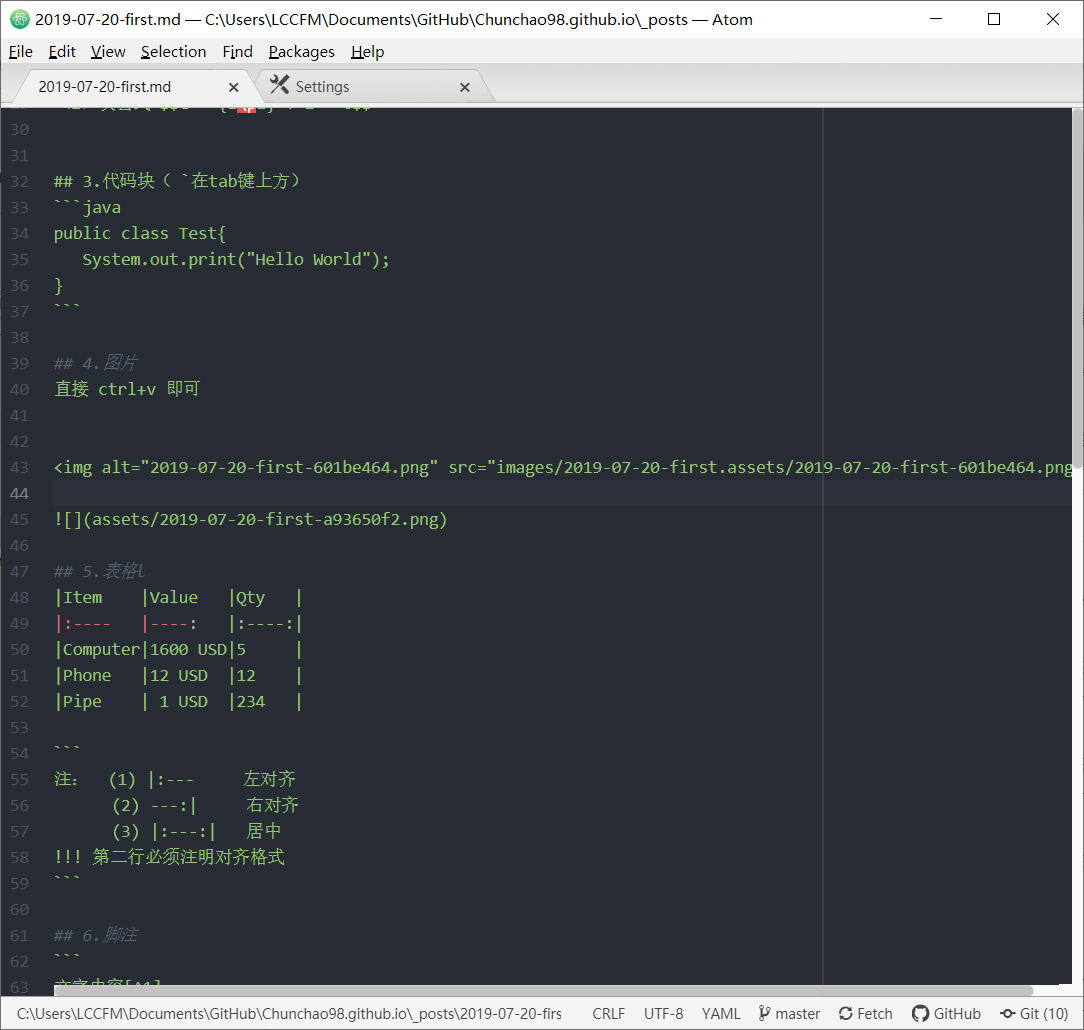 2019-07-20-first.md — C:\Users\LCCFM\Documents\GitHub\Chunchao98.github.io\_posts — Atom
File Edit View Selection Find Packages Help
2019-07-20-first.md × Settings ×
30
31
32 ## 3.代码块（ `在tab键上方）
33 ```java
34 public class Test{
35    System.out.print("Hello World");
36 }
37 ```
38
39 ## 4.图片
40 直接 ctrl+v 即可
41
42
43 <img alt="2019-07-20-first-601be464.png" src="images/2019-07-20-first.assets/2019-07-20-first-601be464.png
44
45 ![](assets/2019-07-20-first-a93650f2.png)
46
47 ## 5.表格l
48 |Item    |Value   |Qty   |
49 |:----   |----:   |:----:|
50 |Computer|1600 USD|5     |
51 |Phone   |12 USD  |12    |
52 |Pipe    | 1 USD  |234   |
53
54 ```
55 注： (1) |:---     左对齐
56      (2) ---:|     右对齐
57      (3) |:---:|   居中
58 !!! 第二行必须注明对齐格式
59 ```
60
61 ## 6.脚注
62 ```
63
C:\Users\LCCFM\Documents\GitHub\Chunchao98.github.io\_posts\2019-07-20-firs CRLF UTF-8 YAML master Fetch GitHub Git (10)